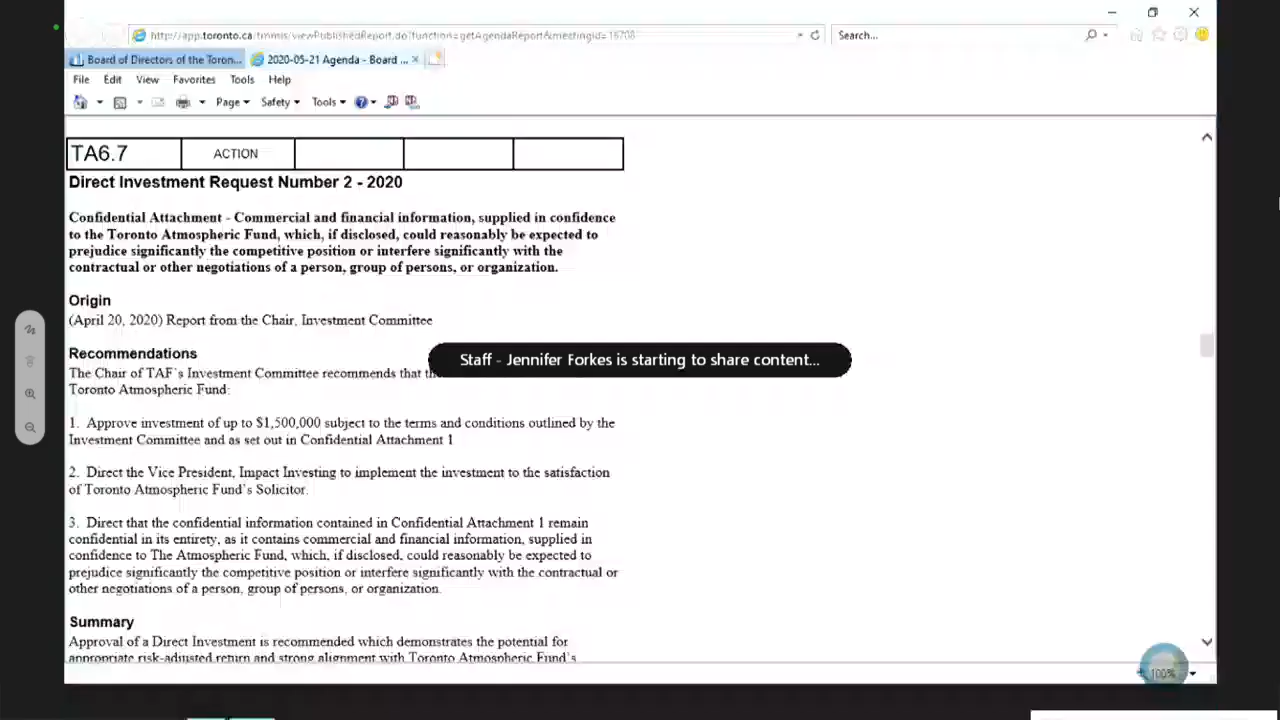 http://app.toronto.ca/tmmis/viewPublishedReport.do?function=getAgendaReport&meetingId=16708
Search...
Board of Directors of the Toron...
2020-05-21 Agenda - Board ...
File Edit View Favorites Tools Help
Page Safety Tools
TA6.7 ACTION
Direct Investment Request Number 2 - 2020
Confidential Attachment - Commercial and financial information, supplied in confidence
to the Toronto Atmospheric Fund, which, if disclosed, could reasonably be expected to
prejudice significantly the competitive position or interfere significantly with the
contractual or other negotiations of a person, group of persons, or organization.
Origin
(April 20, 2020) Report from the Chair, Investment Committee
Recommendations
The Chair of TAF's Investment Committee recommends that
Staff - Jennifer Forkes is starting to share content...
Toronto Atmospheric Fund:
1. Approve investment of up to $1,500,000 subject to the terms and conditions outlined by the
Investment Committee and as set out in Confidential Attachment 1
2. Direct the Vice President, Impact Investing to implement the investment to the satisfaction
of Toronto Atmospheric Fund's Solicitor.
3. Direct that the confidential information contained in Confidential Attachment 1 remain
confidential in its entirety, as it contains commercial and financial information, supplied in
confidence to The Atmospheric Fund, which, if disclosed, could reasonably be expected to
prejudice significantly the competitive position or interfere significantly with the contractual or
other negotiations of a person, group of persons, or organization.
Summary
Approval of a Direct Investment is recommended which demonstrates the potential for
appropriate risk-adjusted return and strong alignment with Toronto Atmospheric Fund's
100%